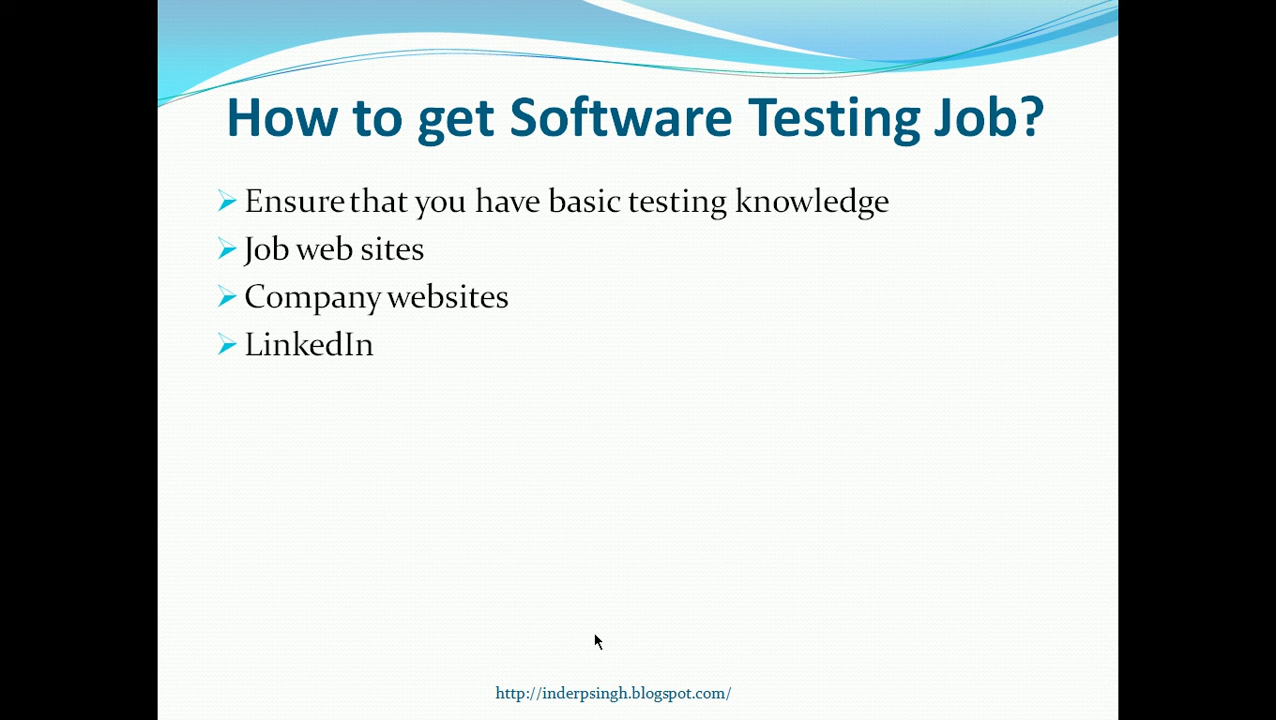 How to get Software Testing Job?
Ensure that you have basic testing knowledge
Job web sites
Company websites
LinkedIn
http://inderpsingh.blogspot.com/